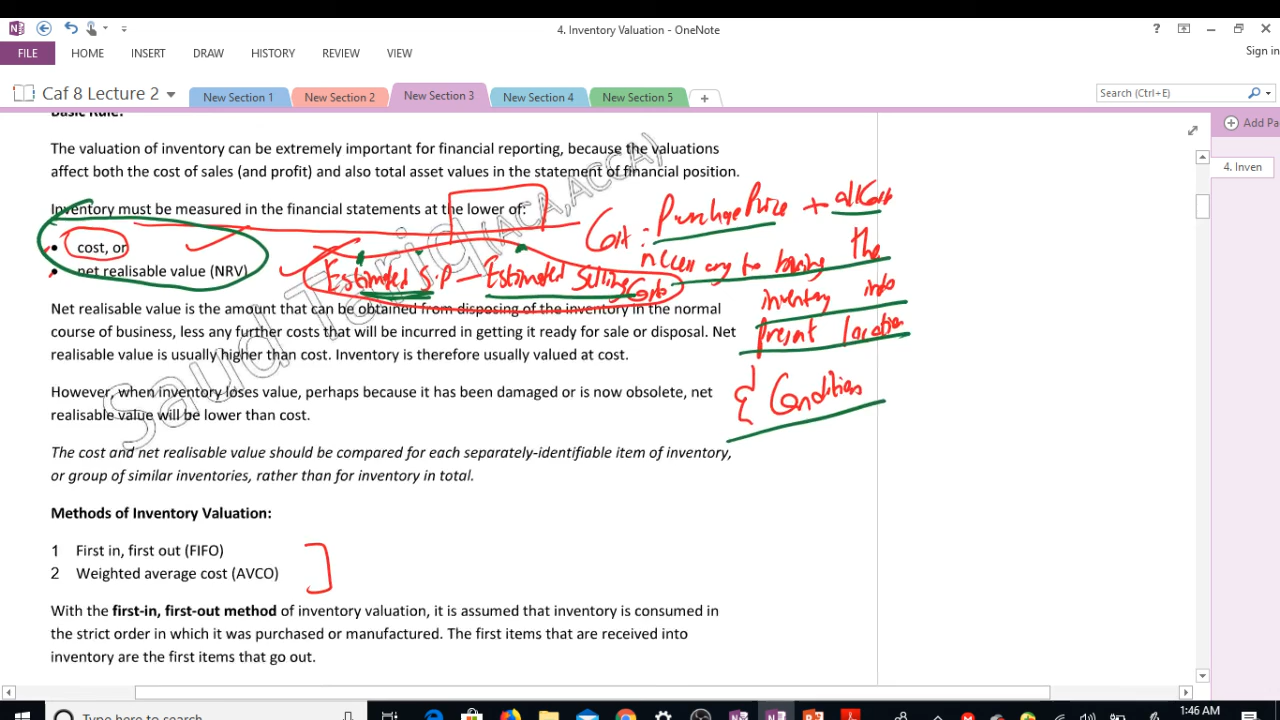 4. Inventory Valuation - OneNote
?
FILE HOME INSERT DRAW HISTORY REVIEW VIEW
Sign in
Caf 8 Lecture 2
New Section 1 New Section 2 New Section 3 New Section 4 New Section 5
Search (Ctrl+E)
Basic Rule:
Add Pa
4. Inven
The valuation of inventory can be extremely important for financial reporting, because the valuations
affect both the cost of sales (and profit) and also total asset values in the statement of financial position.
Inventory must be measured in the financial statements at the lower of:
• cost, or
• net realisable value (NRV)
Estimated S.P - Estimated Selling Costs
Cost : Purchase Price + all Costs
necessary to bring the
inventory into
present location
& Condition
Net realisable value is the amount that can be obtained from disposing of the inventory in the normal
course of business, less any further costs that will be incurred in getting it ready for sale or disposal. Net
realisable value is usually higher than cost. Inventory is therefore usually valued at cost.
However, when inventory loses value, perhaps because it has been damaged or is now obsolete, net
realisable value will be lower than cost.
The cost and net realisable value should be compared for each separately-identifiable item of inventory,
or group of similar inventories, rather than for inventory in total.
Methods of Inventory Valuation:
1 First in, first out (FIFO)
2 Weighted average cost (AVCO)
With the first-in, first-out method of inventory valuation, it is assumed that inventory is consumed in
the strict order in which it was purchased or manufactured. The first items that are received into
inventory are the first items that go out.
Saud Tariq (ACA, ACCA)
Type here to search
1:46 AM